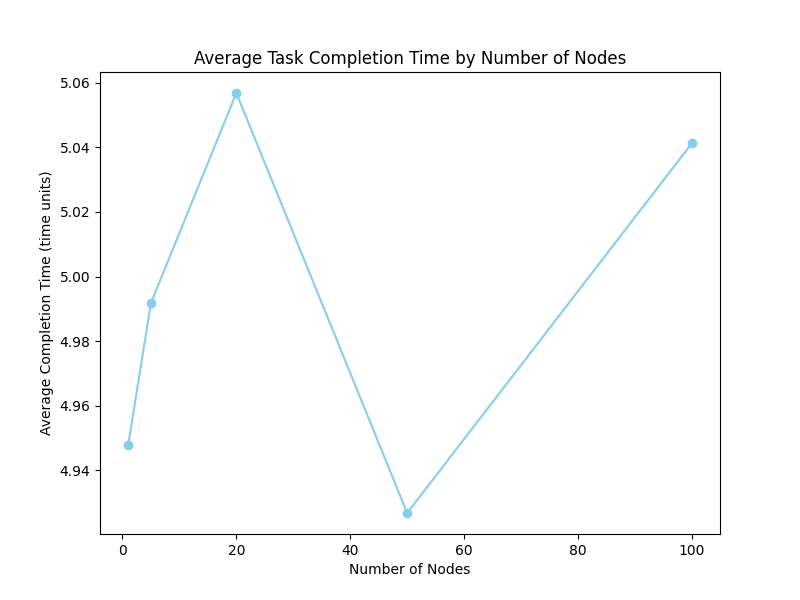 Average Task Completion Time by Number of Nodes
Average Completion Time (time units)
5.06
5.04
5.02
5.00
4.98
4.96
4.94
0 20 40 60 80 100
Number of Nodes